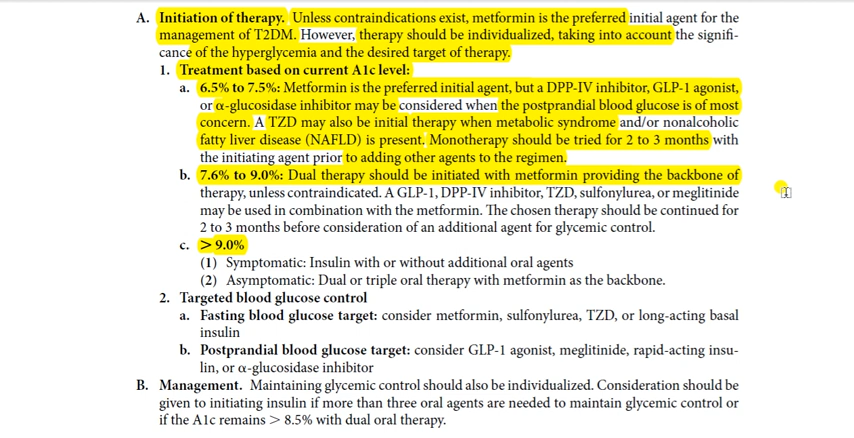 A. Initiation of therapy. Unless contraindications exist, metformin is the preferred initial agent for the
management of T2DM. However, therapy should be individualized, taking into account the signifi-
cance of the hyperglycemia and the desired target of therapy.
1. Treatment based on current A1c level:
a. 6.5% to 7.5%: Metformin is the preferred initial agent, but a DPP-IV inhibitor, GLP-1 agonist,
or α-glucosidase inhibitor may be considered when the postprandial blood glucose is of most
concern. A TZD may also be initial therapy when metabolic syndrome and/or nonalcoholic
fatty liver disease (NAFLD) is present. Monotherapy should be tried for 2 to 3 months with
the initiating agent prior to adding other agents to the regimen.
b. 7.6% to 9.0%: Dual therapy should be initiated with metformin providing the backbone of
therapy, unless contraindicated. A GLP-1, DPP-IV inhibitor, TZD, sulfonylurea, or meglitinide
may be used in combination with the metformin. The chosen therapy should be continued for
2 to 3 months before consideration of an additional agent for glycemic control.
c. > 9.0%
(1) Symptomatic: Insulin with or without additional oral agents
(2) Asymptomatic: Dual or triple oral therapy with metformin as the backbone.
2. Targeted blood glucose control
a. Fasting blood glucose target: consider metformin, sulfonylurea, TZD, or long-acting basal
insulin
b. Postprandial blood glucose target: consider GLP-1 agonist, meglitinide, rapid-acting insu-
lin, or α-glucosidase inhibitor
B. Management. Maintaining glycemic control should also be individualized. Consideration should be
given to initiating insulin if more than three oral agents are needed to maintain glycemic control or
if the A1c remains > 8.5% with dual oral therapy.